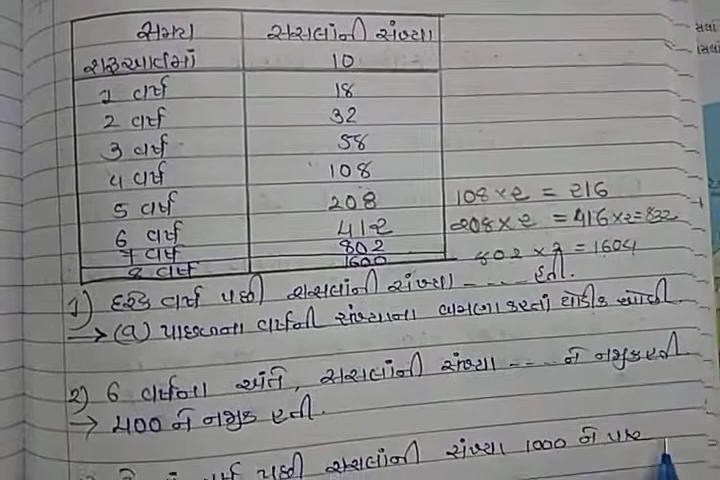 સમય સસલાંની સંખ્યા
શરૂઆતમાં 10
1 વર્ષ 18
2 વર્ષ 32
3 વર્ષ 58
4 વર્ષ 108
5 વર્ષ 208
6 વર્ષ 412
7 વર્ષ 802
8 વર્ષ 1600
108 × 2 = 216
208 × 2 = 416 × 2 = 832
802 × 2 = 1604
1) દરેક વર્ષ પછી સસલાંની સંખ્યા ---- હતી.
→ (a) પાછળના વર્ષની સંખ્યાના બમણા કરતાં થોડીક ઓછી
2) 6 વર્ષના અંતે, સસલાંની સંખ્યા ---- ને નજીક હતી
→ 400 ને નજીક હતી.
વર્ષ પછી સસલાંની સંખ્યા 1000 ને પાર